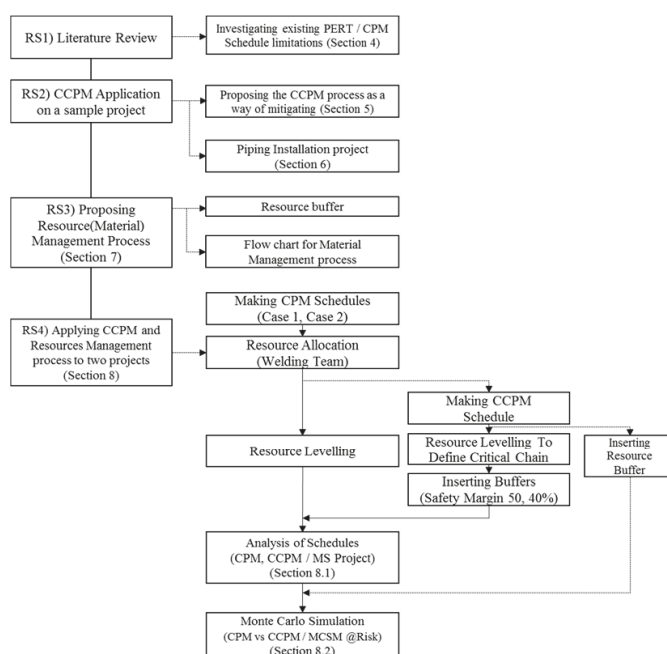 RS1) Literature Review
Investigating existing PERT / CPM
Schedule limitations (Section 4)
RS2) CCPM Application
on a sample project
Proposing the CCPM process as a
way of mitigating (Section 5)
Piping Installation project
(Section 6)
RS3) Proposing
Resource(Material)
Management Process
(Section 7)
Resource buffer
Flow chart for Material
Management process
RS4) Applying CCPM and
Resources Management
process to two projects
(Section 8)
Making CPM Schedules
(Case 1, Case 2)
Resource Allocation
(Welding Team)
Making CCPM
Schedule
Resource Levelling
Resource Levelling To
Define Critical Chain
Inserting
Resource
Buffer
Inserting Buffers
(Safety Margin 50, 40%)
Analysis of Schedules
(CPM, CCPM / MS Project)
(Section 8.1)
Monte Carlo Simulation
(CPM vs CCPM / MCSM @Risk)
(Section 8.2)